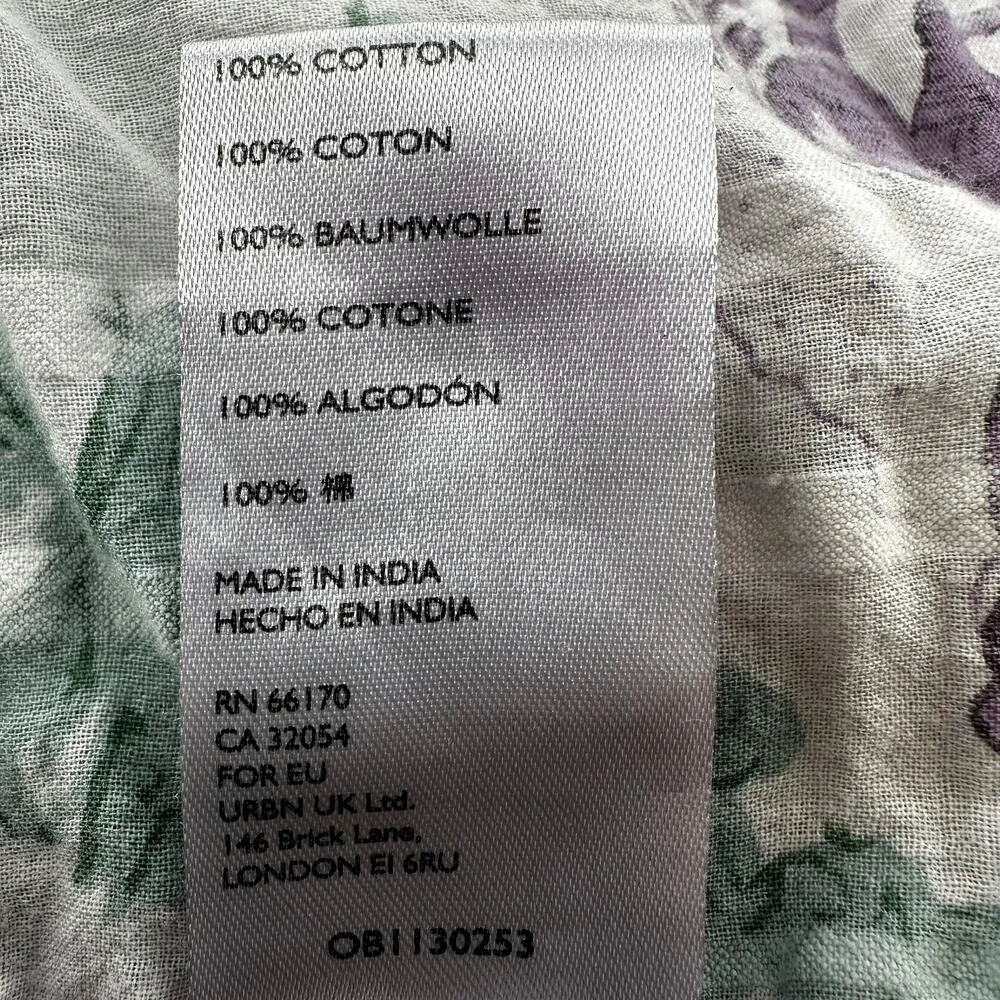 100% COTTON
100% COTON
100% BAUMWOLLE
100% COTONE
100% ALGODÓN
100% 棉
MADE IN INDIA
HECHO EN INDIA
RN 66170
CA 32054
FOR EU
URBN UK Ltd.
146 Brick Lane,
LONDON E1 6RU
OB1130253